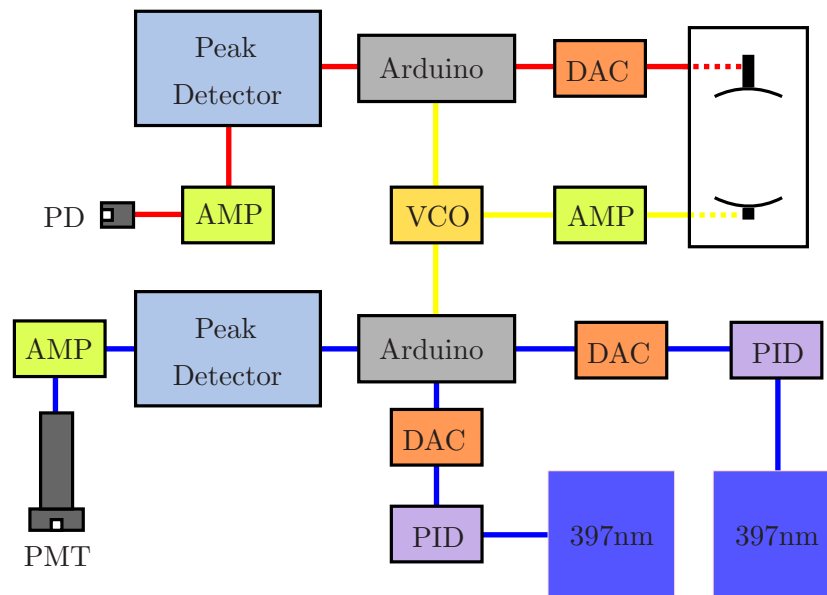 Peak
Detector
Arduino
DAC
PD
AMP
VCO
AMP
AMP
Peak
Detector
Arduino
DAC
PID
DAC
PMT
PID
397nm
397nm